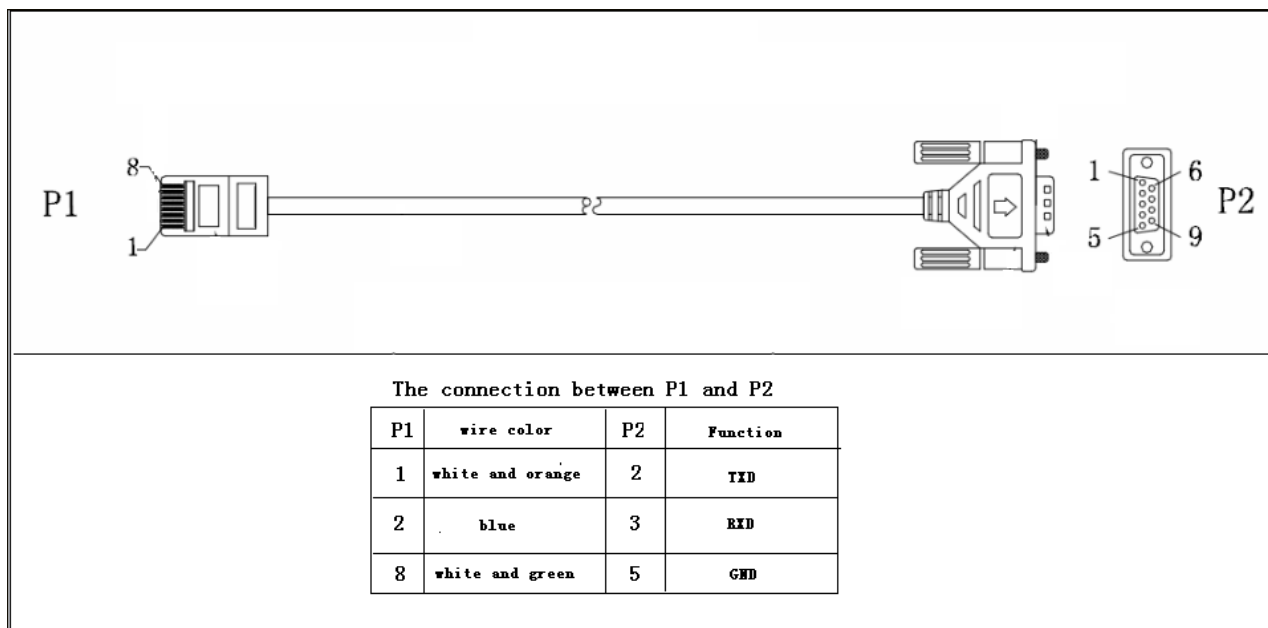 8
1
P1
1 6
5 9
P2
The connection between P1 and P2
P1 wire color P2 Function
1 white and orange 2 TXD
2 blue 3 RXD
8 white and green 5 GND